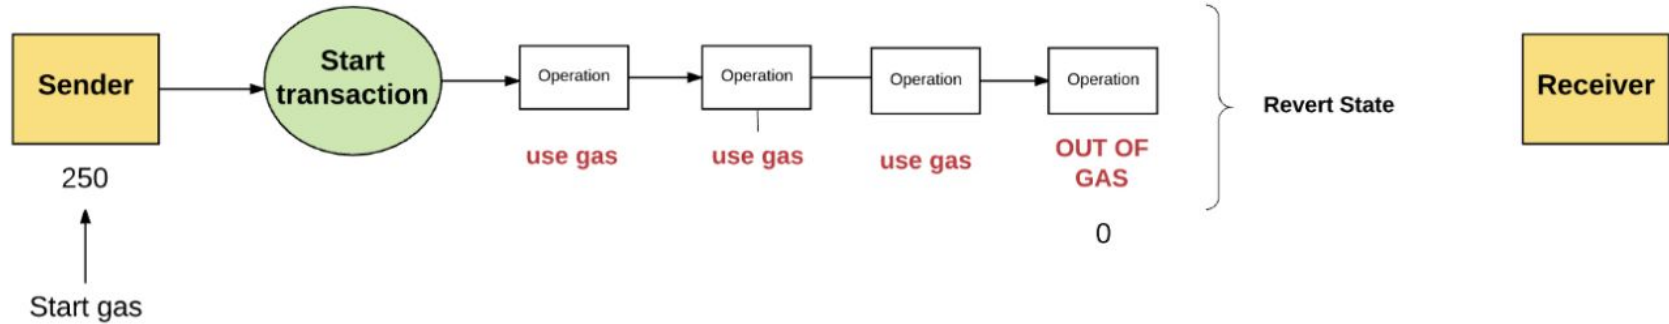 Sender
Start
transaction
Operation
Operation
Operation
Operation
Revert State
Receiver
use gas
use gas
use gas
OUT OF
GAS
250
0
Start gas